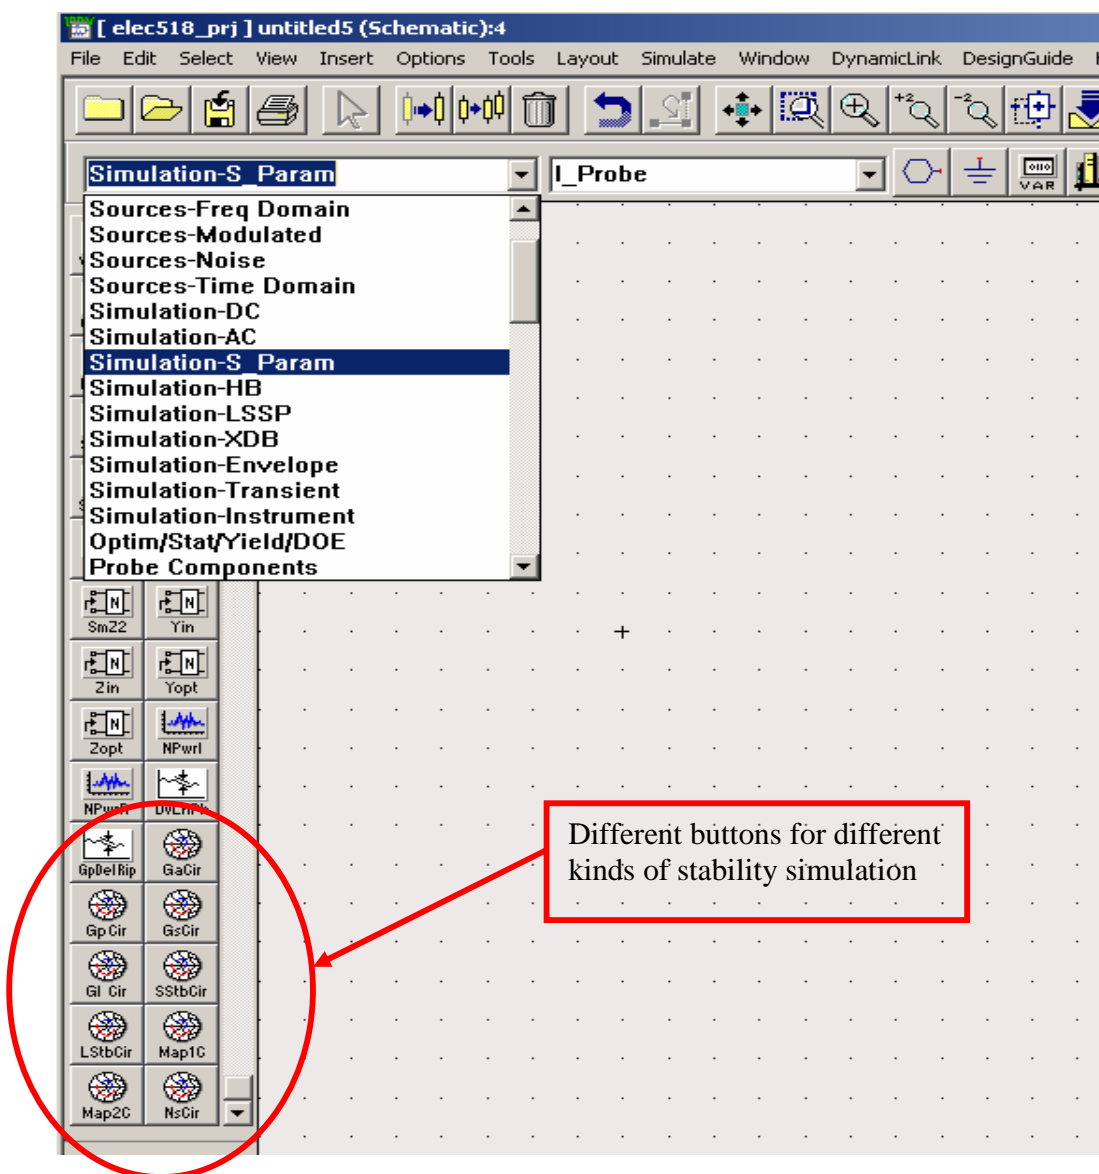 [ elec518_prj ] untitled5 (Schematic):4
File Edit Select View Insert Options Tools Layout Simulate Window DynamicLink DesignGuide
+2 -2
Simulation-S_Param I_Probe VAR
Sources-Freq Domain
Sources-Modulated
Sources-Noise
Sources-Time Domain
Simulation-DC
Simulation-AC
Simulation-S_Param
Simulation-HB
Simulation-LSSP
Simulation-XDB
Simulation-Envelope
Simulation-Transient
Simulation-Instrument
Optim/Stat/Yield/DOE
Probe Components
N N
SmZ2 Yin
N N
Zin Yopt
N
Zopt NPwrI
GpDelRip GaCir
GpCir GsCir
Gl Cir SStbCir
LStbCir Map1C
Map2C NsCir
Different buttons for different
kinds of stability simulation